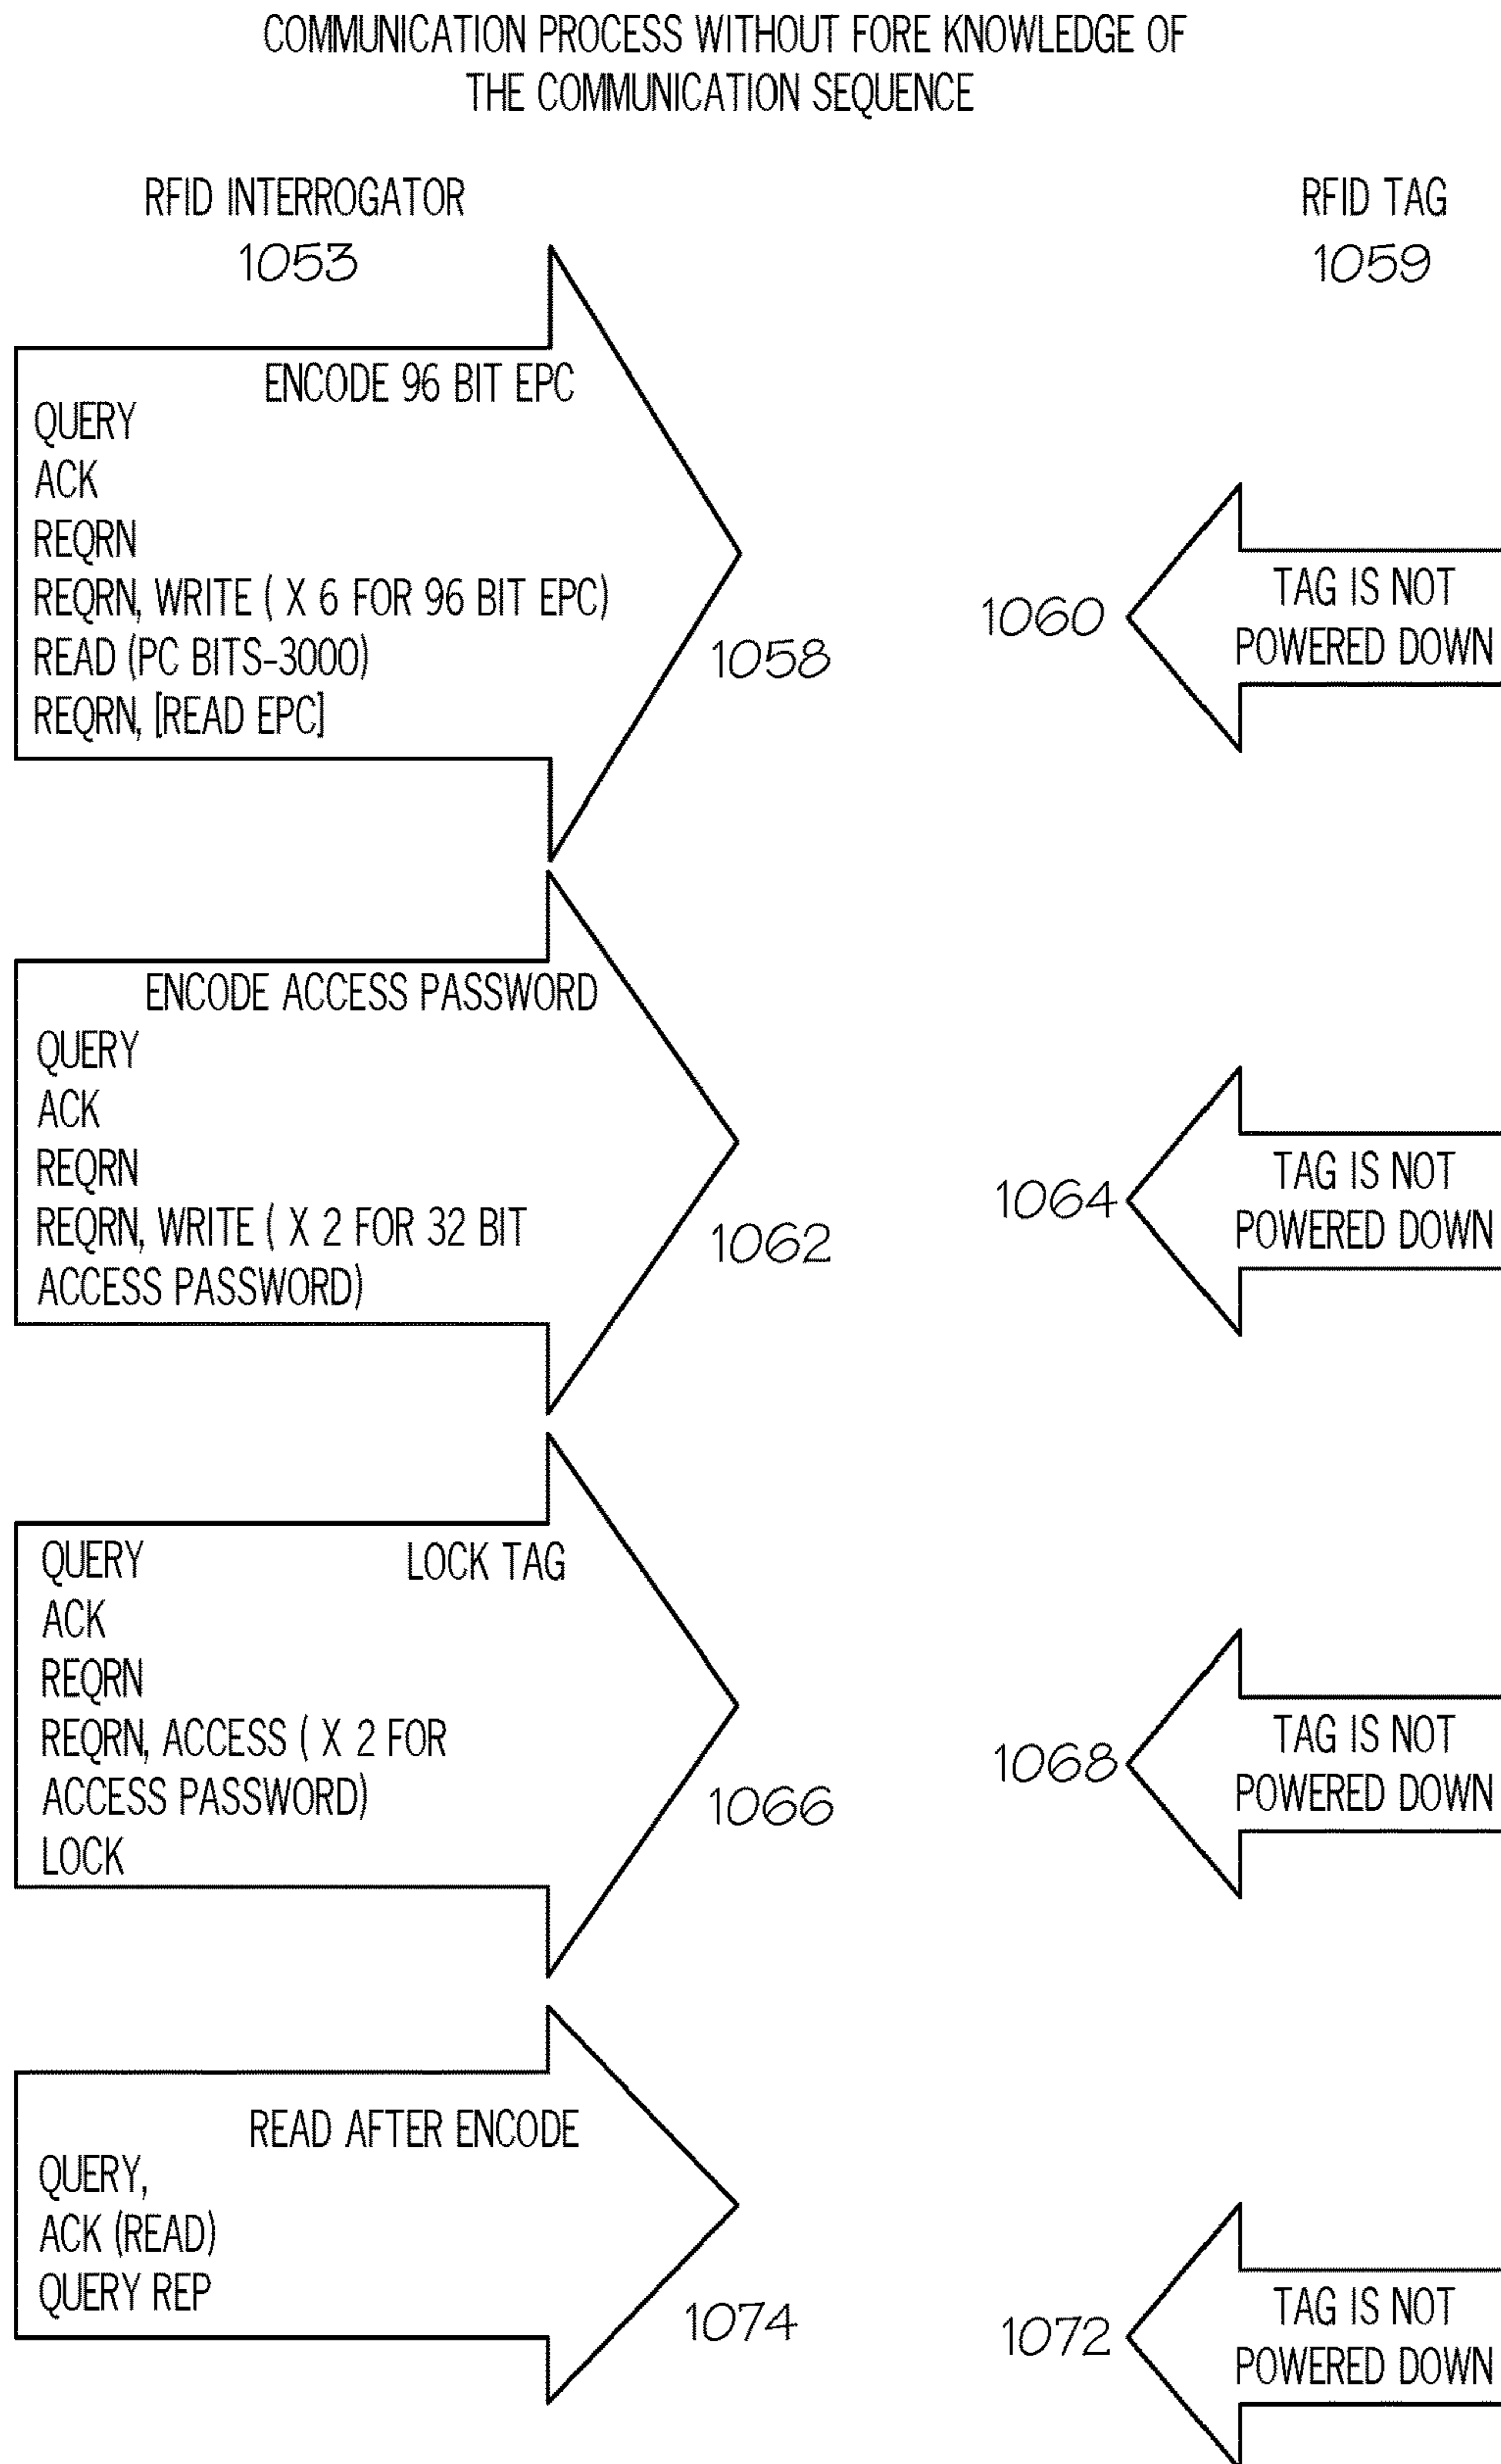 COMMUNICATION PROCESS WITHOUT FORE KNOWLEDGE OF
THE COMMUNICATION SEQUENCE
RFID INTERROGATOR
1053
RFID TAG
1059
ENCODE 96 BIT EPC
QUERY
ACK
REQRN
REQRN, WRITE ( X 6 FOR 96 BIT EPC)
READ (PC BITS-3000)
REQRN, [READ EPC]
1058
1060
TAG IS NOT
POWERED DOWN
ENCODE ACCESS PASSWORD
QUERY
ACK
REQRN
REQRN, WRITE ( X 2 FOR 32 BIT
ACCESS PASSWORD)
1062
1064
TAG IS NOT
POWERED DOWN
QUERY LOCK TAG
ACK
REQRN
REQRN, ACCESS ( X 2 FOR
ACCESS PASSWORD)
LOCK
1066
1068
TAG IS NOT
POWERED DOWN
READ AFTER ENCODE
QUERY,
ACK (READ)
QUERY REP
1074
1072
TAG IS NOT
POWERED DOWN